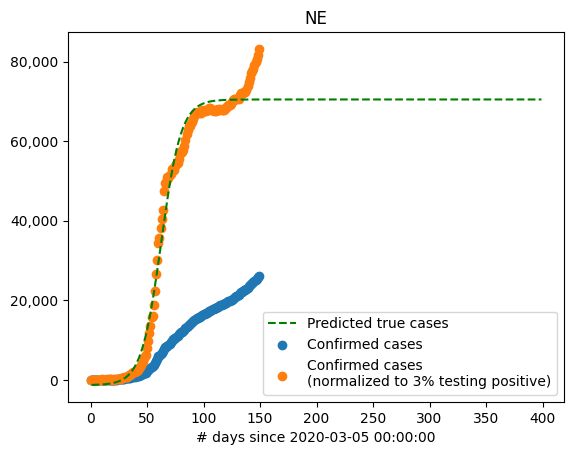 NE
80,000
60,000
40,000
20,000
0
Predicted true cases
Confirmed cases
Confirmed cases
(normalized to 3% testing positive)
0 50 100 150 200 250 300 350 400
# days since 2020-03-05 00:00:00